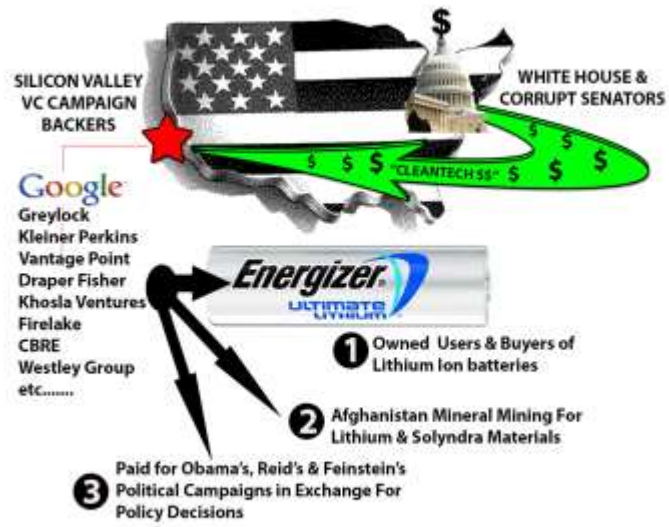 $
SILICON VALLEY
VC CAMPAIGN
BACKERS
WHITE HOUSE &
CORRUPT SENATORS
$ $ $ "CLEANTECH $$" $ $ $ $ $
Google
Greylock
Kleiner Perkins
Vantage Point
Draper Fisher
Khosla Ventures
Firelake
CBRE
Westley Group
etc.......
Energizer
ULTIMATE
LITHIUM
1 Owned Users & Buyers of
Lithium Ion batteries
2 Afghanistan Mineral Mining For
Lithium & Solyndra Materials
3 Paid for Obama's, Reid's & Feinstein's
Political Campaigns in Exchange For
Policy Decisions